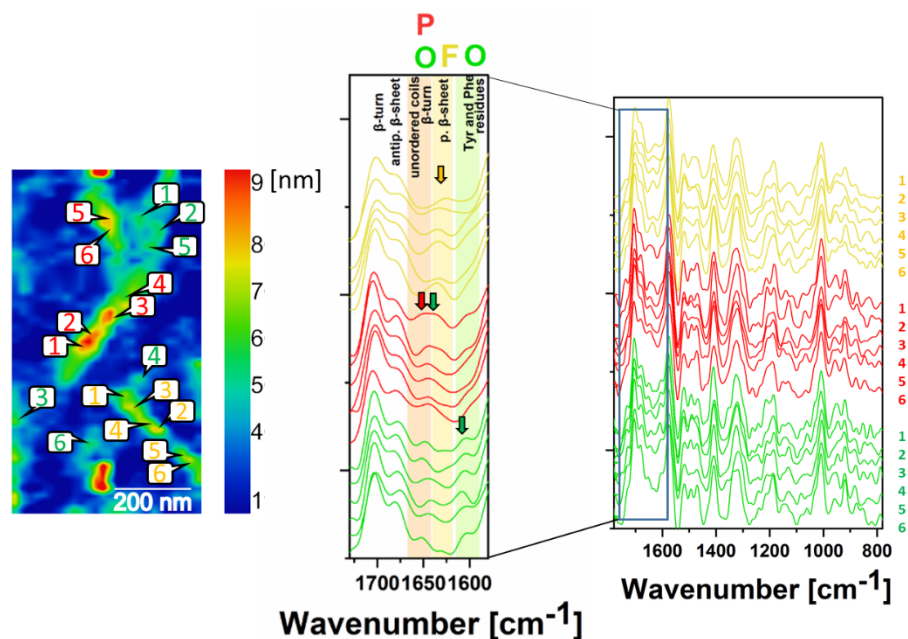 P
O F O
β-turn
antip. β-sheet
unordered coils
β-turn
p. β-sheet
Tyr and Phe
residues
9 [nm]
8
7
6
5
4
1
1
2
5
5
6
4
3
2
1
4
3
1
3
2
4
6
5
6
200 nm
1
2
3
4
5
6
1
2
3
4
5
6
1
2
3
4
5
6
1700 1650 1600
Wavenumber [cm-1]
1600 1400 1200 1000 800
Wavenumber [cm-1]